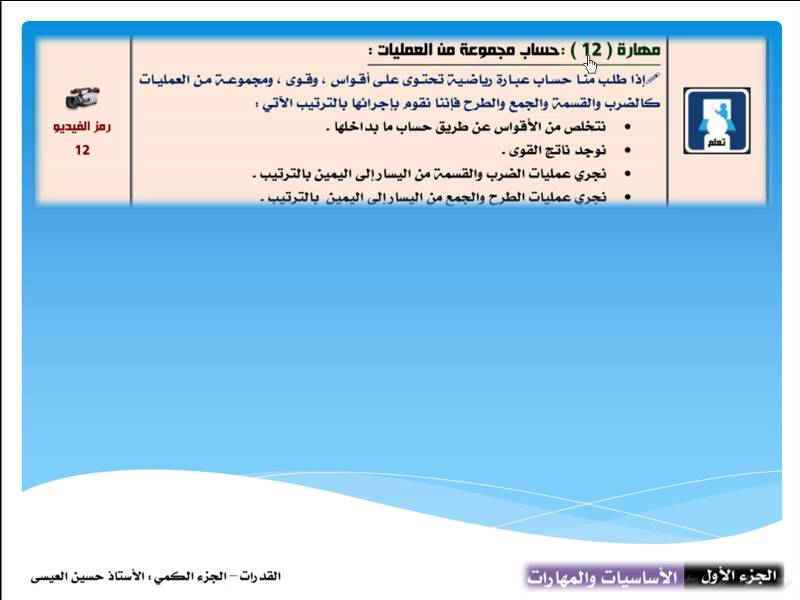 مهارة ( 12 ) : حساب مجموعة من العمليات :
إذا طلب منا حساب عبارة رياضية تحتوى على أقواس ، وقوى ، ومجموعة من العمليات
كالضرب والقسمة والجمع والطرح فإننا نقوم بإجرائها بالترتيب الآتي :
• نتخلص من الأقواس عن طريق حساب ما بداخلها .
• نوجد ناتج القوى .
• نجري عمليات الضرب والقسمة من اليسار إلى اليمين بالترتيب .
• نجري عمليات الطرح والجمع من اليسار إلى اليمين بالترتيب .
تعلم
رمز الفيديو
12
الجزء الأول
الأساسيات والمهارات
القدرات – الجزء الكمي : الأستاذ حسين العيسى